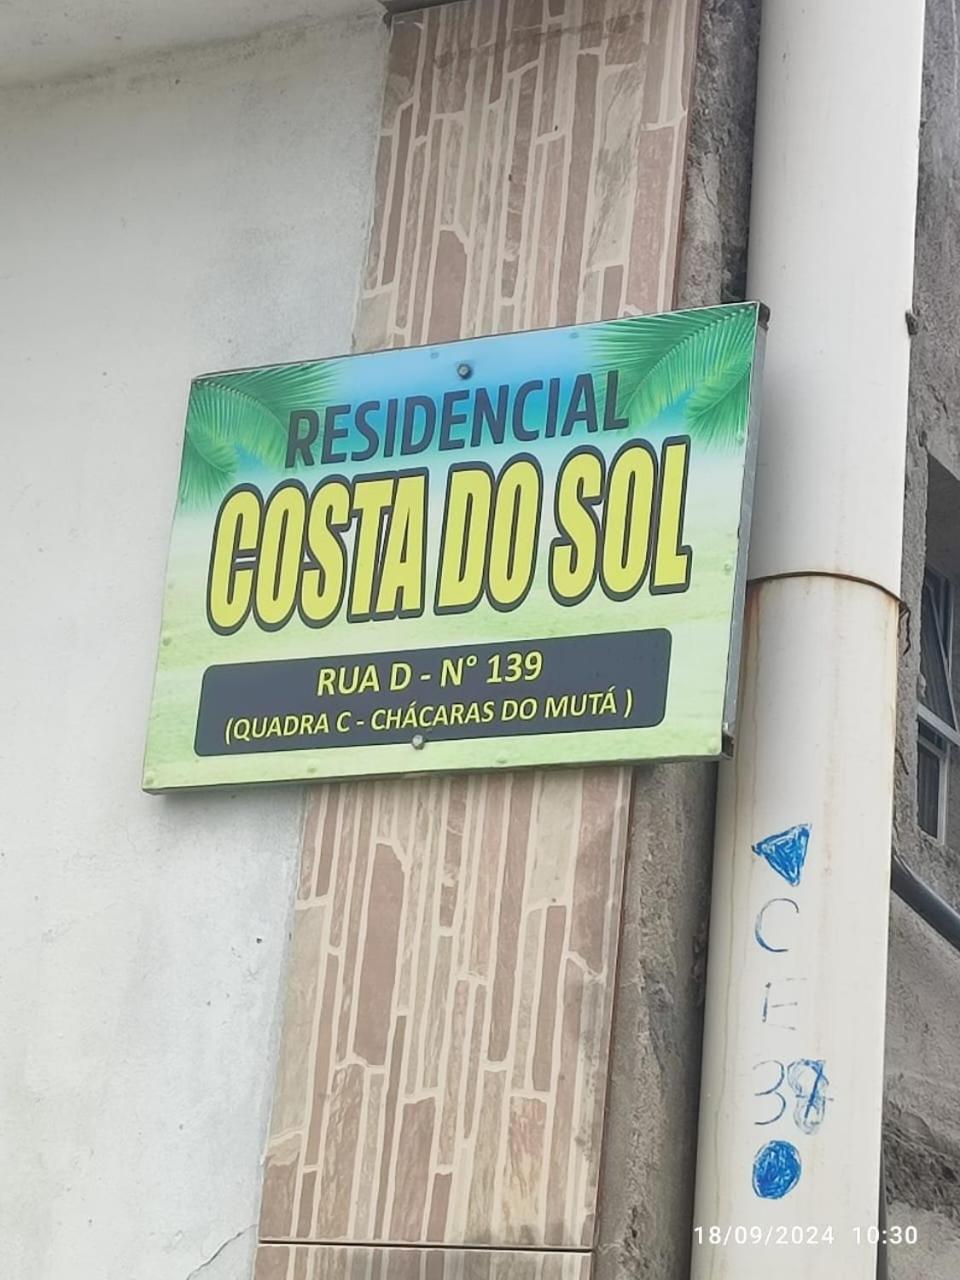 RESIDENCIAL
COSTA DO SOL
RUA D - N° 139
(QUADRA C - CHÁCARAS DO MUTÁ )
C
E
18/09/2024 10:30